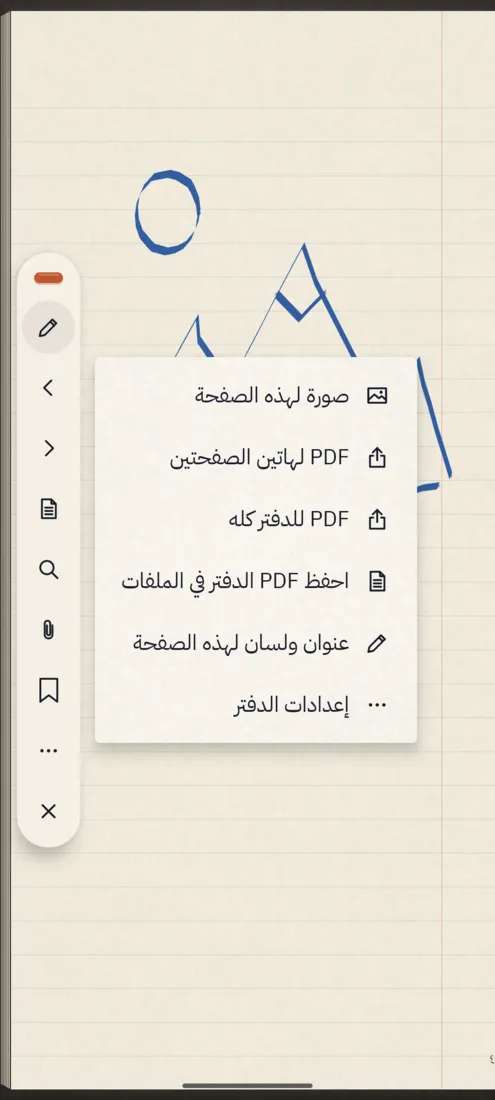 صورة لهذه الصفحة
PDF لهاتين الصفحتين
PDF للدفتر كله
احفظ PDF الدفتر في الملفات
عنوان ولسان لهذه الصفحة
إعدادات الدفتر